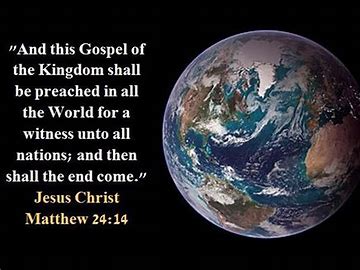 "And this Gospel of
the Kingdom shall
be preached in all
the World for a
witness unto all
nations; and then
shall the end come."
Jesus Christ
Matthew 24:14